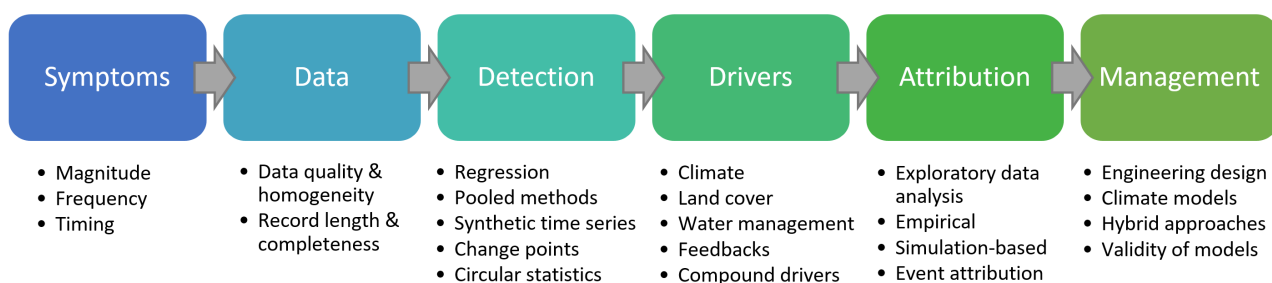 Symptoms
Data
Detection
Drivers
Attribution
Management
• Magnitude
• Frequency
• Timing
• Data quality &
homogeneity
• Record length &
completeness
• Regression
• Pooled methods
• Synthetic time series
• Change points
• Circular statistics
• Climate
• Land cover
• Water management
• Feedbacks
• Compound drivers
• Exploratory data
analysis
• Empirical
• Simulation-based
• Event attribution
• Engineering design
• Climate models
• Hybrid approaches
• Validity of models